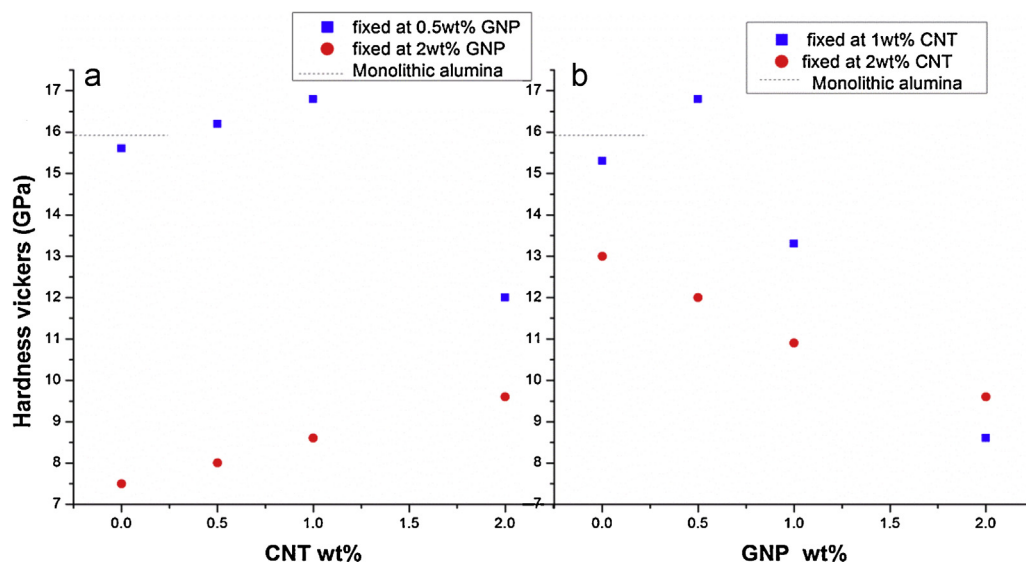 fixed at 0.5wt% GNP
fixed at 2wt% GNP
Monolithic alumina
a
17
16
15
14
13
12
11
10
9
8
7
0.0 0.5 1.0 1.5 2.0
CNT wt%
Hardness vickers (GPa)
fixed at 1wt% CNT
fixed at 2wt% CNT
Monolithic alumina
b
17
16
15
14
13
12
11
10
9
8
7
0.0 0.5 1.0 1.5 2.0
GNP wt%